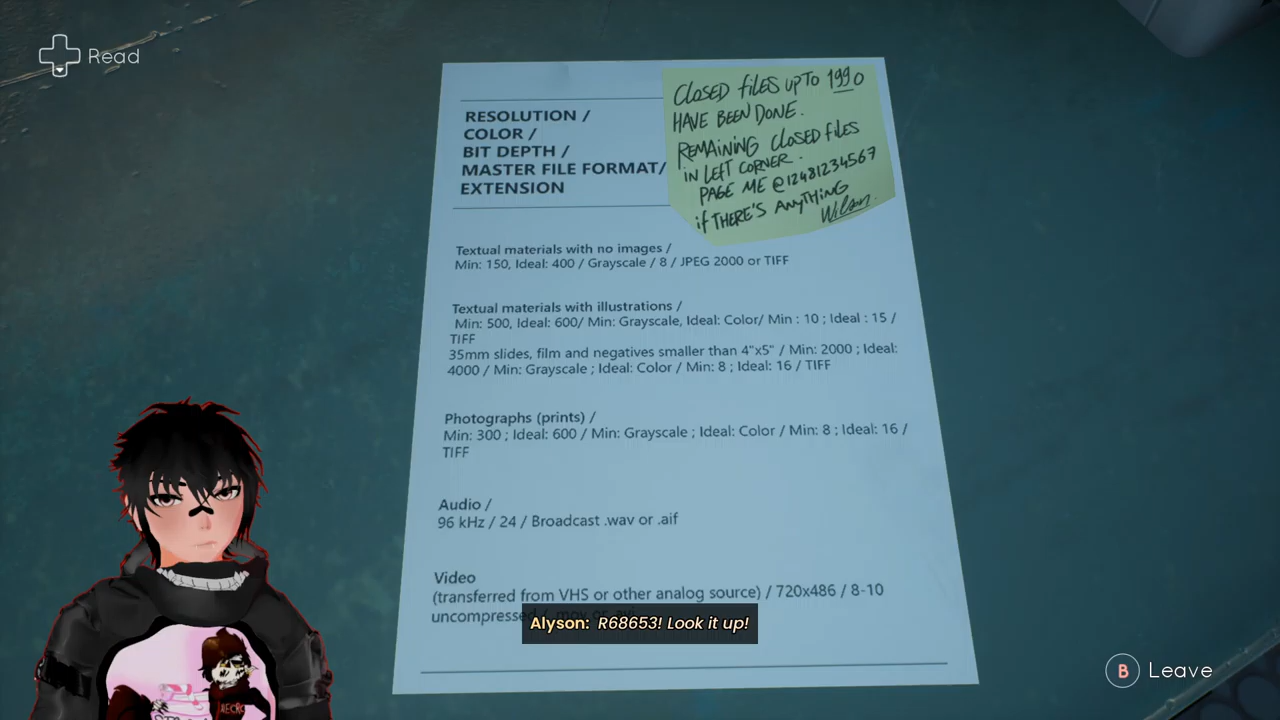 Read
RESOLUTION /
COLOR /
BIT DEPTH /
MASTER FILE FORMAT/
EXTENSION
CLOSED FILES UP TO 1990
HAVE BEEN DONE.
REMAINING CLOSED FILES
IN LEFT CORNER.
PAGE ME @12481234567
if THERE'S ANYTHING
Wilson.
Textual materials with no images /
Min: 150, Ideal: 400 / Grayscale / 8 / JPEG 2000 or TIFF
Textual materials with illustrations /
Min: 500, Ideal: 600/ Min: Grayscale, Ideal: Color/ Min : 10 ; Ideal : 15 /
TIFF
35mm slides, film and negatives smaller than 4"x5" / Min: 2000 ; Ideal:
4000 / Min: Grayscale ; Ideal: Color / Min: 8 ; Ideal: 16 / TIFF
Photographs (prints) /
Min: 300 ; Ideal: 600 / Min: Grayscale ; Ideal: Color / Min: 8 ; Ideal: 16 /
TIFF
Audio /
96 kHz / 24 / Broadcast .wav or .aif
Video
(transferred from VHS or other analog source) / 720x486 / 8-10
uncompressed / .mov or .avi
Alyson: R68653! Look it up!
B Leave